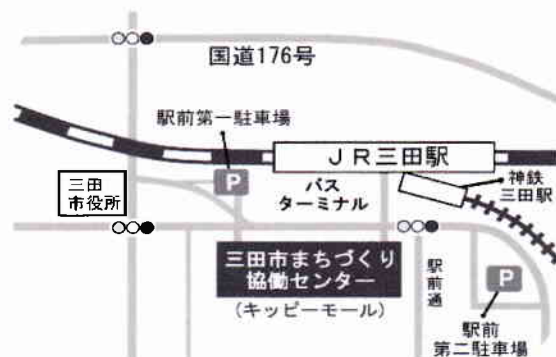 国道176号
駅前第一駐車場
JR三田駅
P
三田
市役所
バス
ターミナル
神鉄
三田駅
三田市まちづくり
協働センター
(キッピーモール)
駅前通
P
駅前
第二駐車場